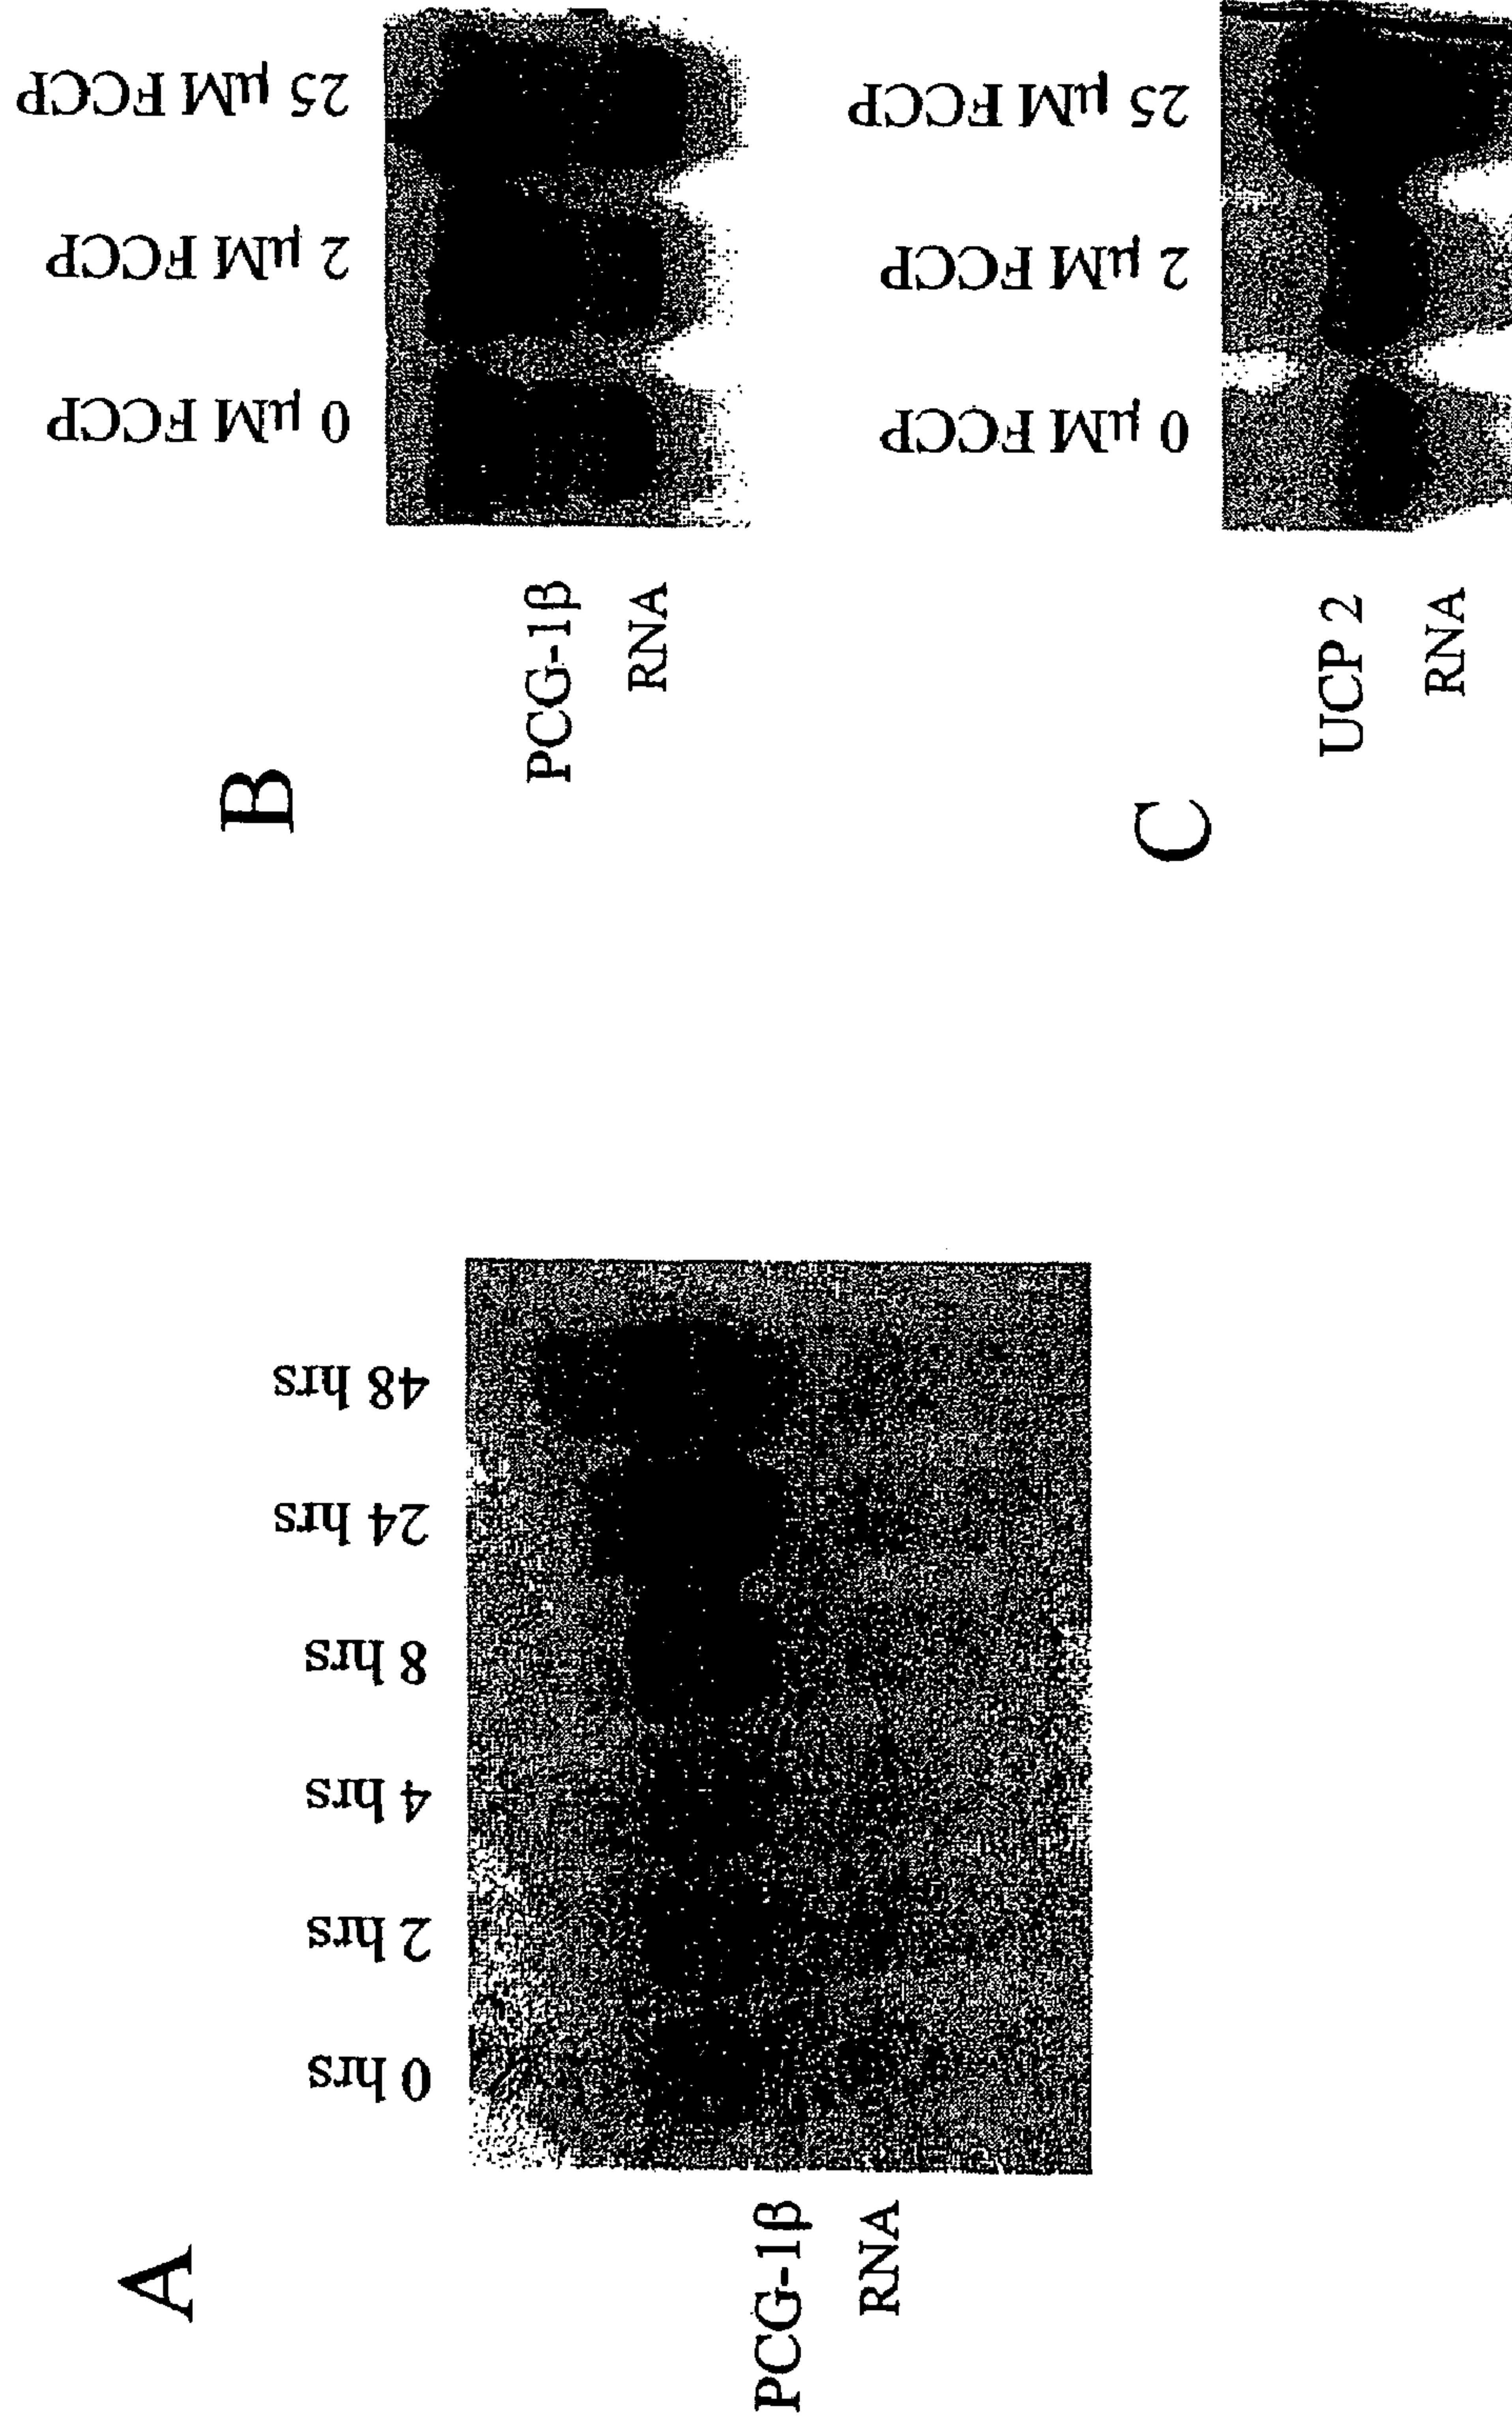 A
0 hrs
2 hrs
4 hrs
8 hrs
24 hrs
48 hrs
PCG-1β
RNA
B
0 µM FCCP
2 µM FCCP
25 µM FCCP
PCG-1β
RNA
C
0 µM FCCP
2 µM FCCP
25 µM FCCP
UCP 2
RNA